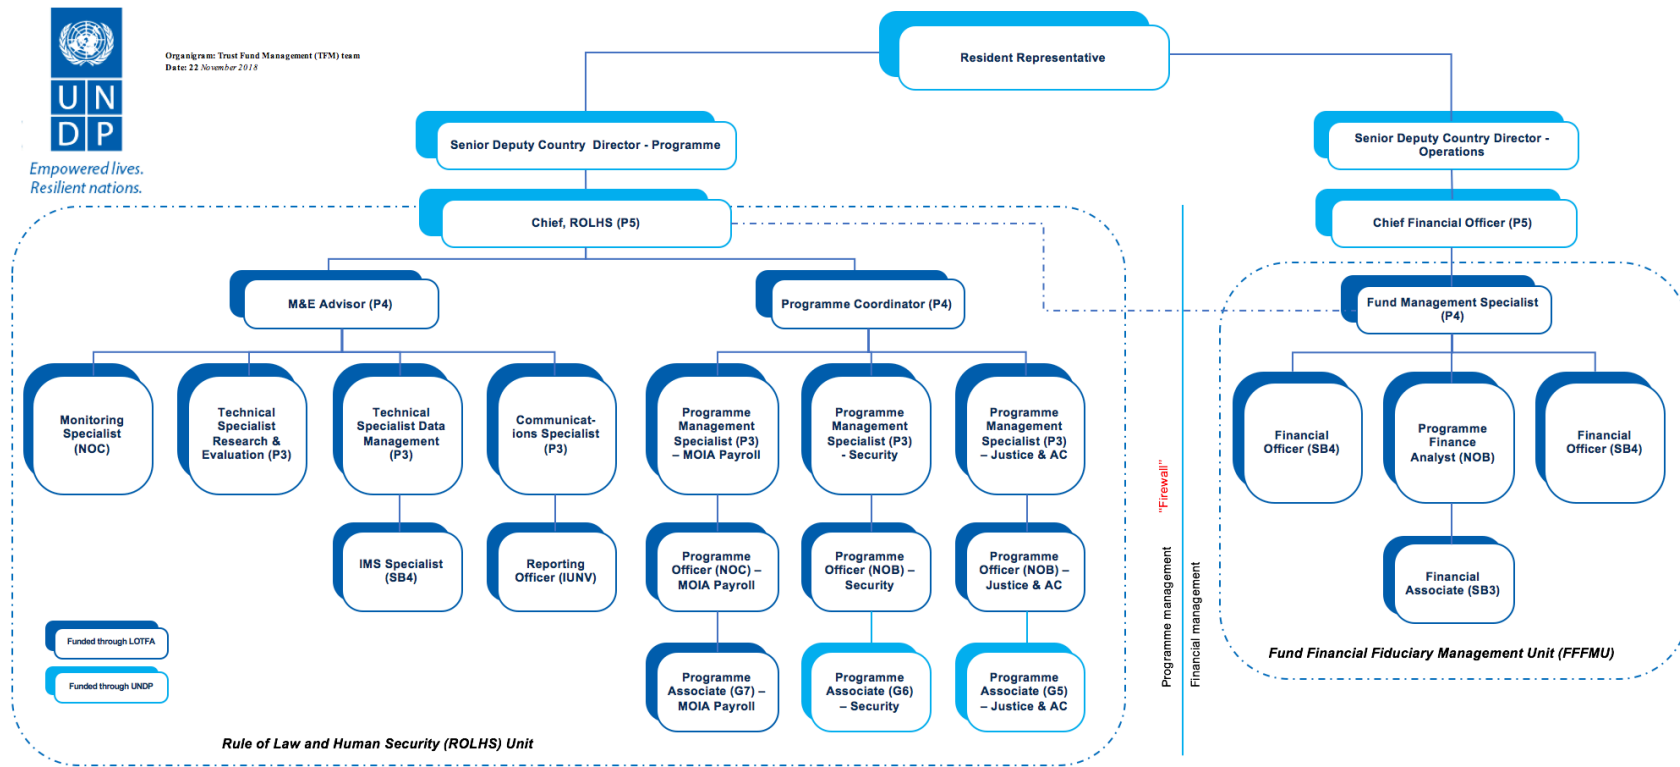 UN
DP
Empowered lives.
Resilient nations.
Organigram: Trust Fund Management (TFM) team
Date: 22 November 2018
Resident Representative
Senior Deputy Country Director - Programme
Senior Deputy Country Director -
Operations
Chief, ROLHS (P5)
Chief Financial Officer (P5)
M&E Advisor (P4)
Programme Coordinator (P4)
Fund Management Specialist
(P4)
Monitoring
Specialist
(NOC)
Technical
Specialist
Research &
Evaluation (P3)
Technical
Specialist Data
Management
(P3)
Communicat-
ions Specialist
(P3)
Programme
Management
Specialist (P3)
– MOIA Payroll
Programme
Management
Specialist (P3)
- Security
Programme
Management
Specialist (P3)
– Justice & AC
Financial
Officer (SB4)
Programme
Finance
Analyst (NOB)
Financial
Officer (SB4)
IMS Specialist
(SB4)
Reporting
Officer (IUNV)
Programme
Officer (NOC) –
MOIA Payroll
Programme
Officer (NOB) –
Security
Programme
Officer (NOB) –
Justice & AC
Financial
Associate (SB3)
Programme
Associate (G7) –
MOIA Payroll
Programme
Associate (G6)
– Security
Programme
Associate (G5)
– Justice & AC
"Firewall"
Programme management
Financial management
Funded through LOTFA
Funded through UNDP
Rule of Law and Human Security (ROLHS) Unit
Fund Financial Fiduciary Management Unit (FFFMU)